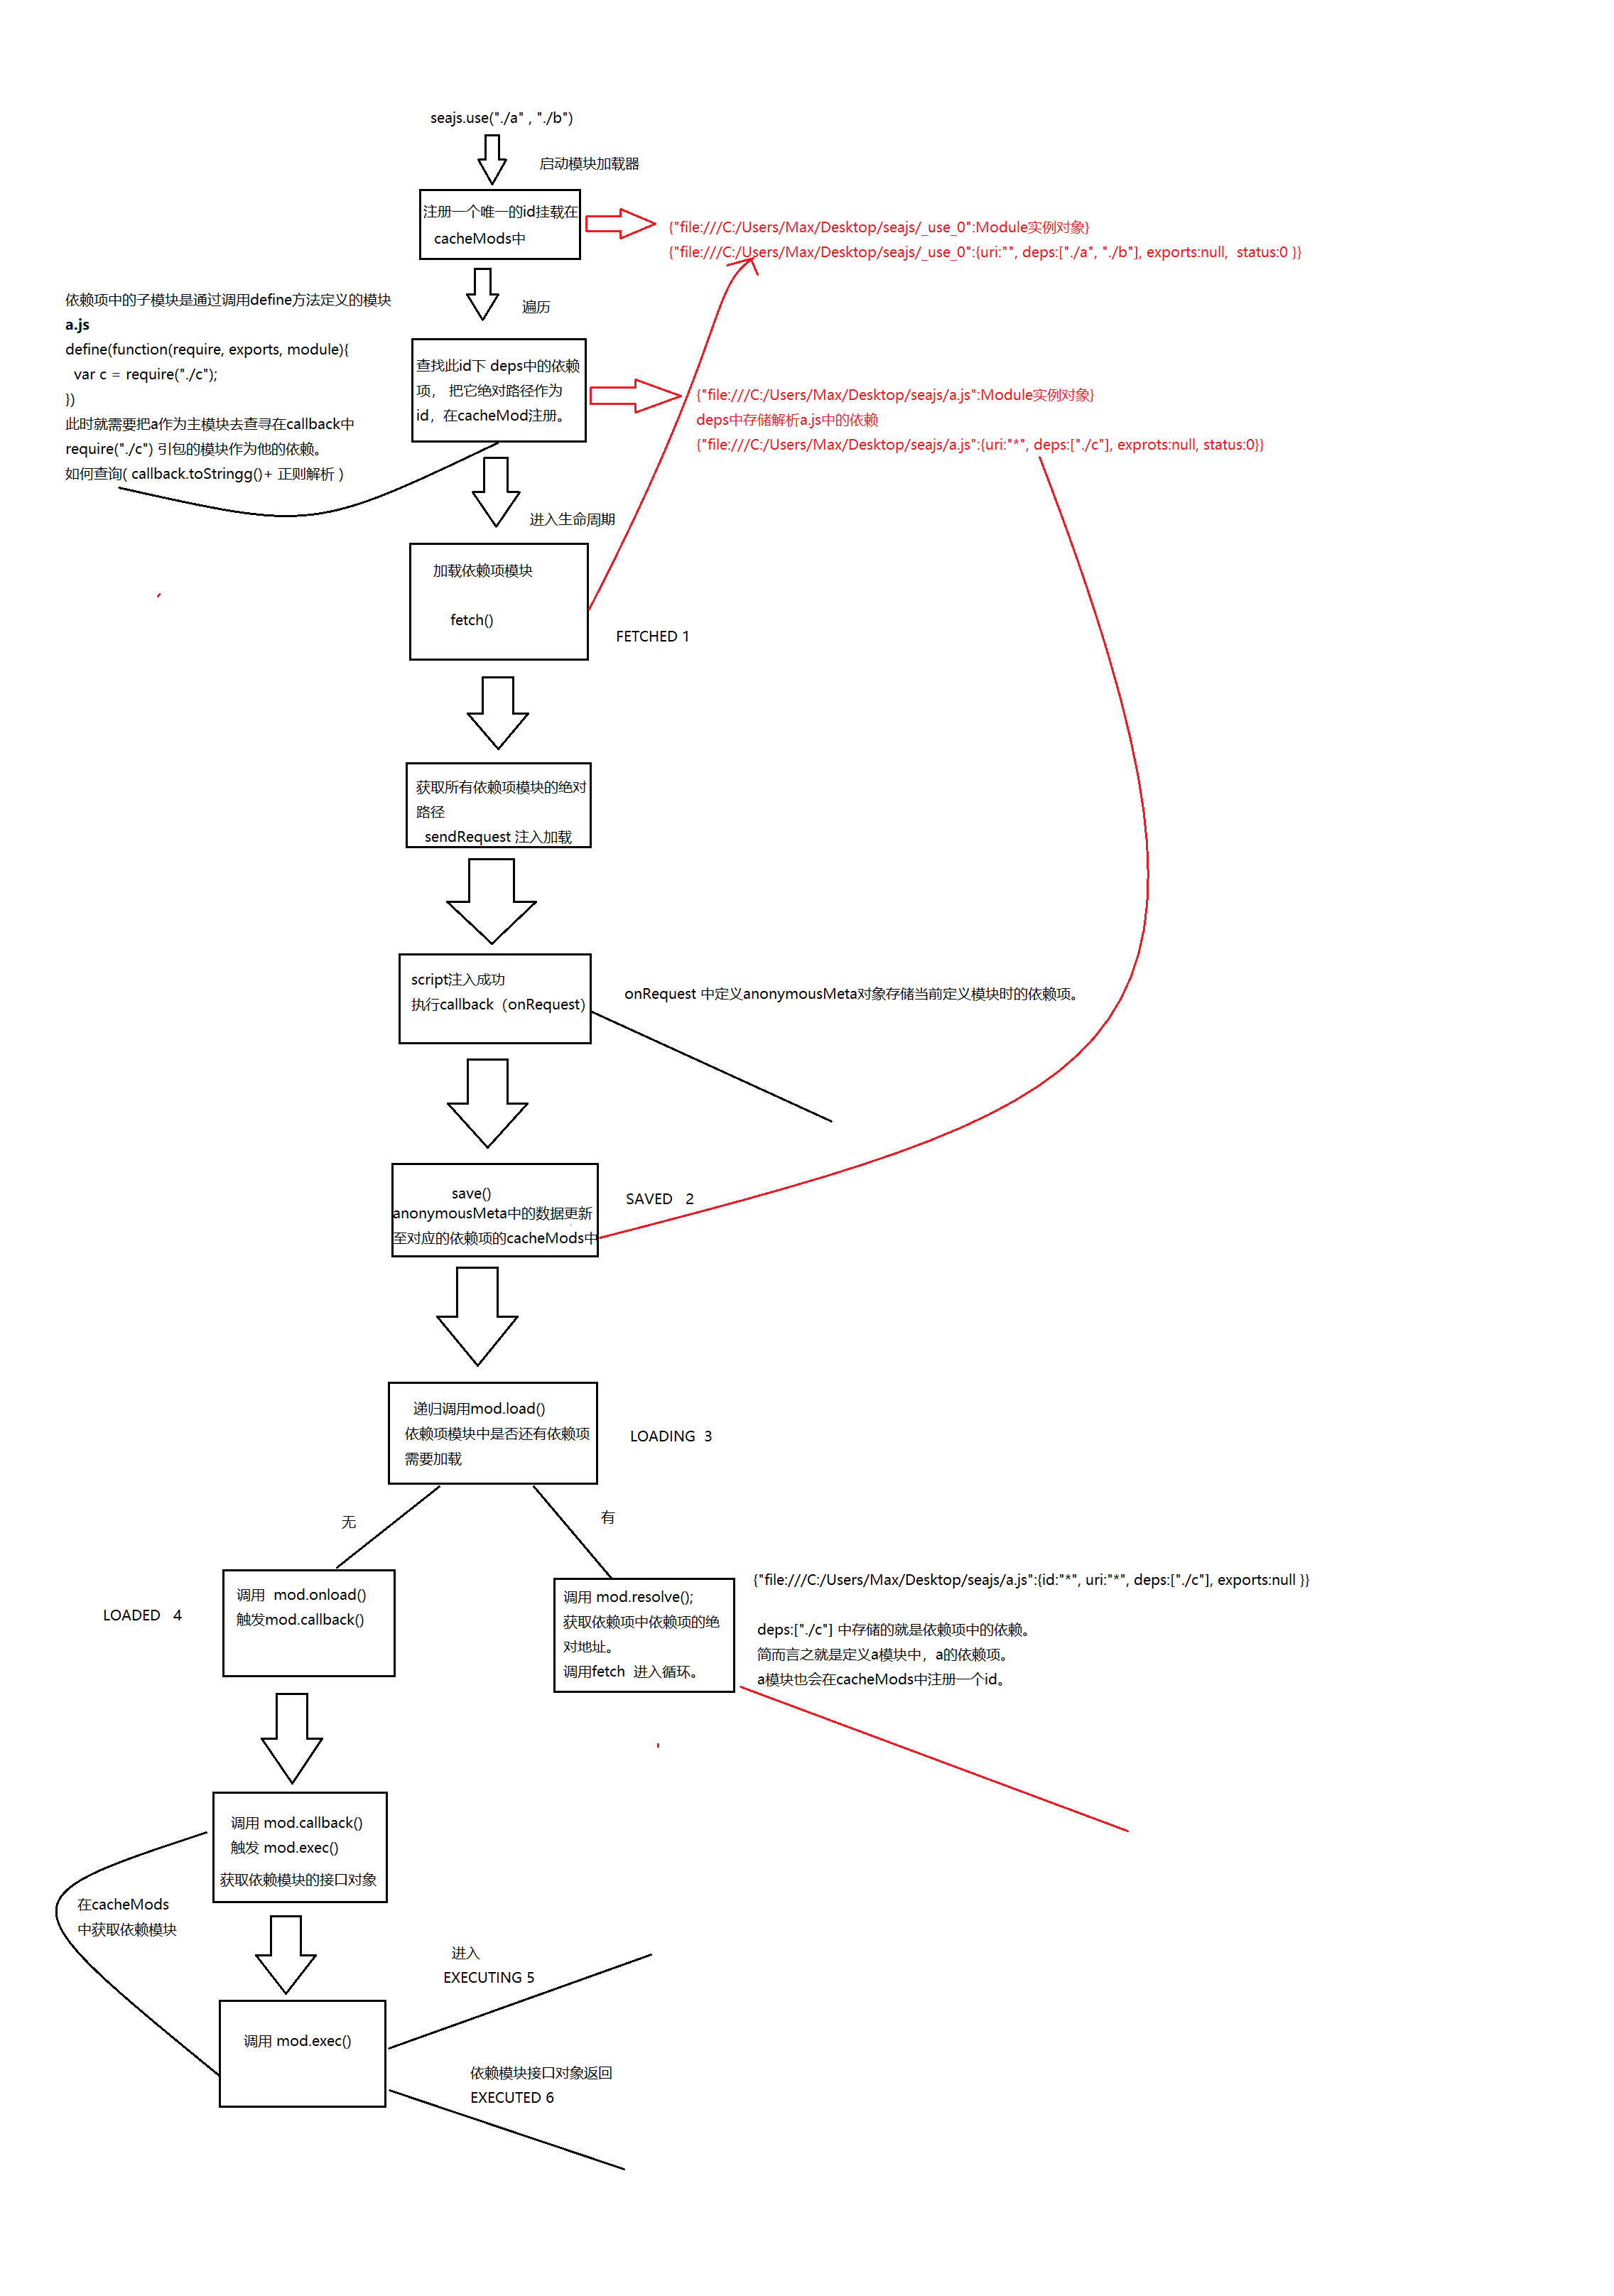 seajs.use("./a" , "./b")
启动模块加载器
注册一个唯一的id挂载在
cacheMods中
{"file:///C:/Users/Max/Desktop/seajs/_use_0":Module实例对象}
{"file:///C:/Users/Max/Desktop/seajs/_use_0":{uri:"", deps:["./a", "./b"], exports:null,  status:0 }}
遍历
依赖项中的子模块是通过调用define方法定义的模块
a.js
define(function(require, exports, module){
var c = require("./c");
})
此时就需要把a作为主模块去查寻在callback中
require("./c") 引包的模块作为他的依赖。
如何查询( callback.toStringg()+ 正则解析 )
查找此id下 deps中的依赖
项， 把它绝对路径作为
id，在cacheMod注册。
{"file:///C:/Users/Max/Desktop/seajs/a.js":Module实例对象}
deps中存储解析a.js中的依赖
{"file:///C:/Users/Max/Desktop/seajs/a.js":{uri:"*", deps:["./c"], exprots:null, status:0}}
进入生命周期
加载依赖项模块
fetch()
FETCHED 1
获取所有依赖项模块的绝对
路径
sendRequest 注入加载
script注入成功
执行callback（onRequest）
onRequest 中定义anonymousMeta对象存储当前定义模块时的依赖项。
save()
anonymousMeta中的数据更新
至对应的依赖项的cacheMods中
SAVED   2
递归调用mod.load()
依赖项模块中是否还有依赖项
需要加载
LOADING  3
无
有
调用  mod.onload()
触发mod.callback()
LOADED   4
调用 mod.resolve();
获取依赖项中依赖项的绝
对地址。
调用fetch  进入循环。
{"file:///C:/Users/Max/Desktop/seajs/a.js":{id:"*", uri:"*", deps:["./c"], exports:null }}
deps:["./c"] 中存储的就是依赖项中的依赖。
简而言之就是定义a模块中，a的依赖项。
a模块也会在cacheMods中注册一个id。
调用 mod.callback()
触发 mod.exec()
获取依赖模块的接口对象
在cacheMods
中获取依赖模块
进入
EXECUTING 5
调用 mod.exec()
依赖模块接口对象返回
EXECUTED 6